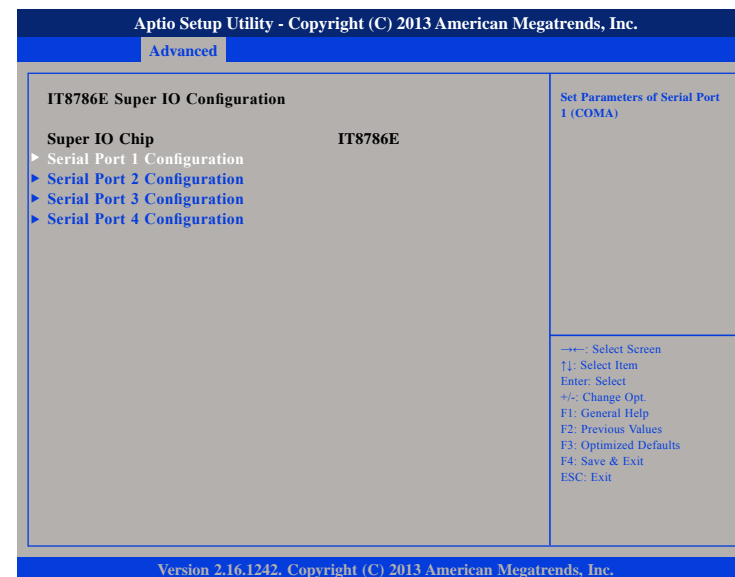 Aptio Setup Utility - Copyright (C) 2013 American Megatrends, Inc.
Advanced
IT8786E Super IO Configuration
Super IO Chip IT8786E
► Serial Port 1 Configuration
► Serial Port 2 Configuration
► Serial Port 3 Configuration
► Serial Port 4 Configuration
Set Parameters of Serial Port
1 (COMA)
→←: Select Screen
↑↓: Select Item
Enter: Select
+/-: Change Opt.
F1: General Help
F2: Previous Values
F3: Optimized Defaults
F4: Save & Exit
ESC: Exit
Version 2.16.1242. Copyright (C) 2013 American Megatrends, Inc.